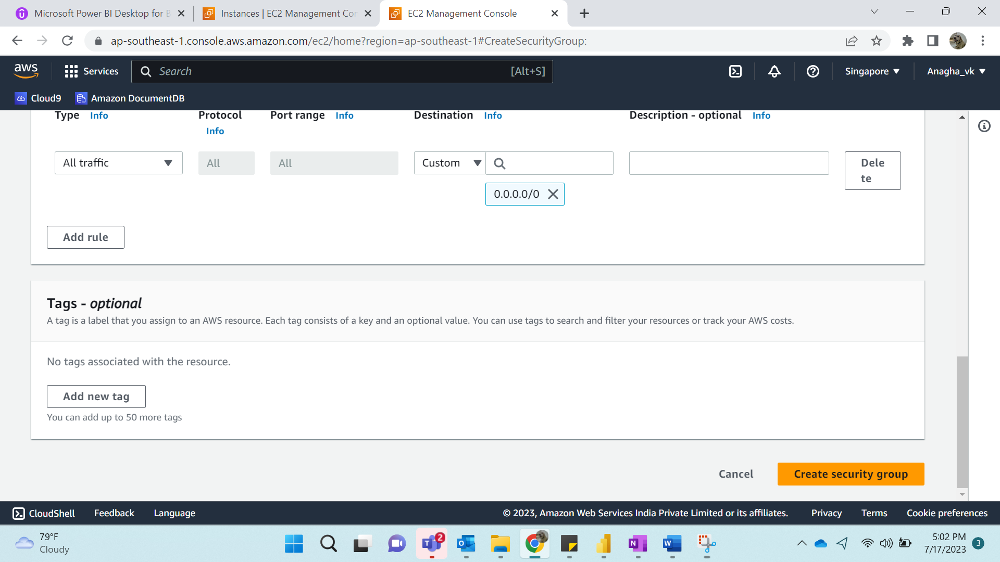 Microsoft Power BI Desktop for B
Instances | EC2 Management Con
EC2 Management Console
ap-southeast-1.console.aws.amazon.com/ec2/home?region=ap-southeast-1#CreateSecurityGroup:
aws
Services
Search
[Alt+S]
Singapore
Anagha_vk
Cloud9
Amazon DocumentDB
Type Info
Protocol Info
Port range Info
Destination Info
Description - optional Info
All traffic
All
All
Custom
Dele
te
0.0.0.0/0
Add rule
Tags - optional
A tag is a label that you assign to an AWS resource. Each tag consists of a key and an optional value. You can use tags to search and filter your resources or track your AWS costs.
No tags associated with the resource.
Add new tag
You can add up to 50 more tags
Cancel
Create security group
CloudShell
Feedback
Language
© 2023, Amazon Web Services India Private Limited or its affiliates.
Privacy
Terms
Cookie preferences
79°F
Cloudy
2
5:02 PM
7/17/2023
3